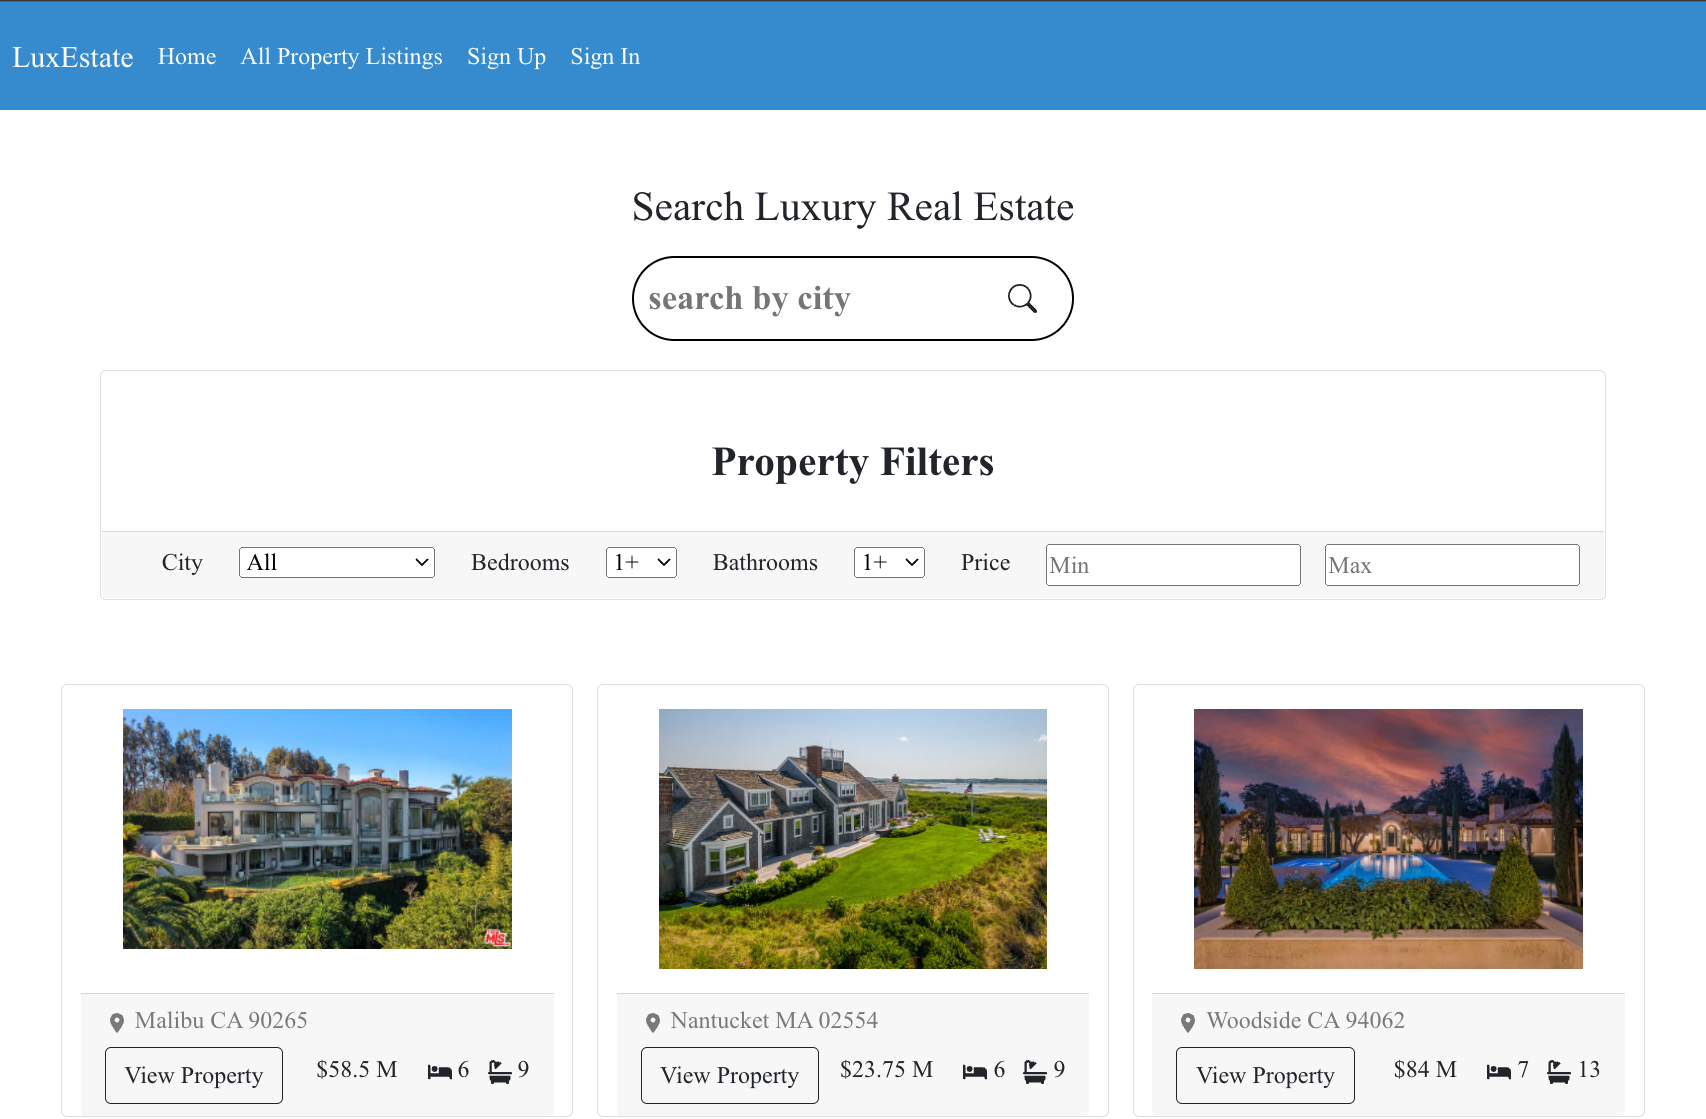 LuxEstate Home All Property Listings Sign Up Sign In
Search Luxury Real Estate
search by city
Property Filters
City All Bedrooms 1+ Bathrooms 1+ Price Min Max
MLS
Malibu CA 90265
View Property $58.5 M 6 9
Nantucket MA 02554
View Property $23.75 M 6 9
Woodside CA 94062
View Property $84 M 7 13